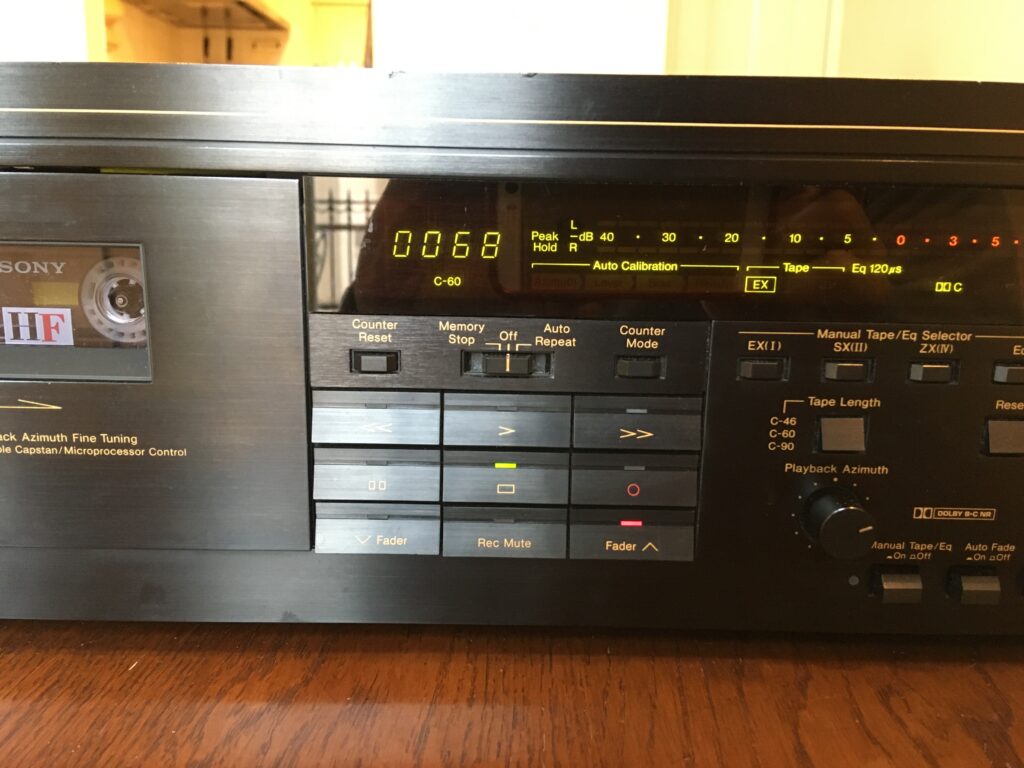 0068
C-60
Peak Hold
L
R
dB 40 · 30 · 20 · 10 · 5 · 0 · 3 · 5 ·
Auto Calibration
Tape
Eq 120µs
EX
C
SONY
HF
Counter Reset
Memory Stop
Off
Auto Repeat
Counter Mode
Manual Tape/Eq Selector
EX(I)
SX(II)
ZX(IV)
Tape Length
C-46
C-60
C-90
Azimuth Fine Tuning
Capstan/Microprocessor Control
Playback Azimuth
DOLBY B-C NR
Fader
Rec Mute
Fader
Manual Tape/Eq
On Off
Auto Fade
On Off